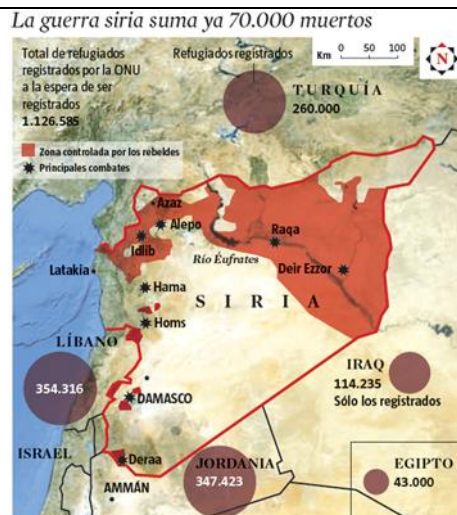 La guerra siria suma ya 70.000 muertos
Total de refugiados
registrados por la ONU
a la espera de ser
registrados
1.126.585
Refugiados registrados
Km 0 50 100
N
TURQUÍA
260.000
Zona controlada por los rebeldes
Principales combates
Azaz
Alepo
Idlib
Raqa
Río Éufrates
Deir Ezzor
Latakia
Hama
SIRIA
Homs
LÍBANO
354.316
IRAQ
114.235
Sólo los registrados
DAMASCO
ISRAEL
Deraa
JORDANIA
347.423
EGIPTO
43.000
AMMÁN